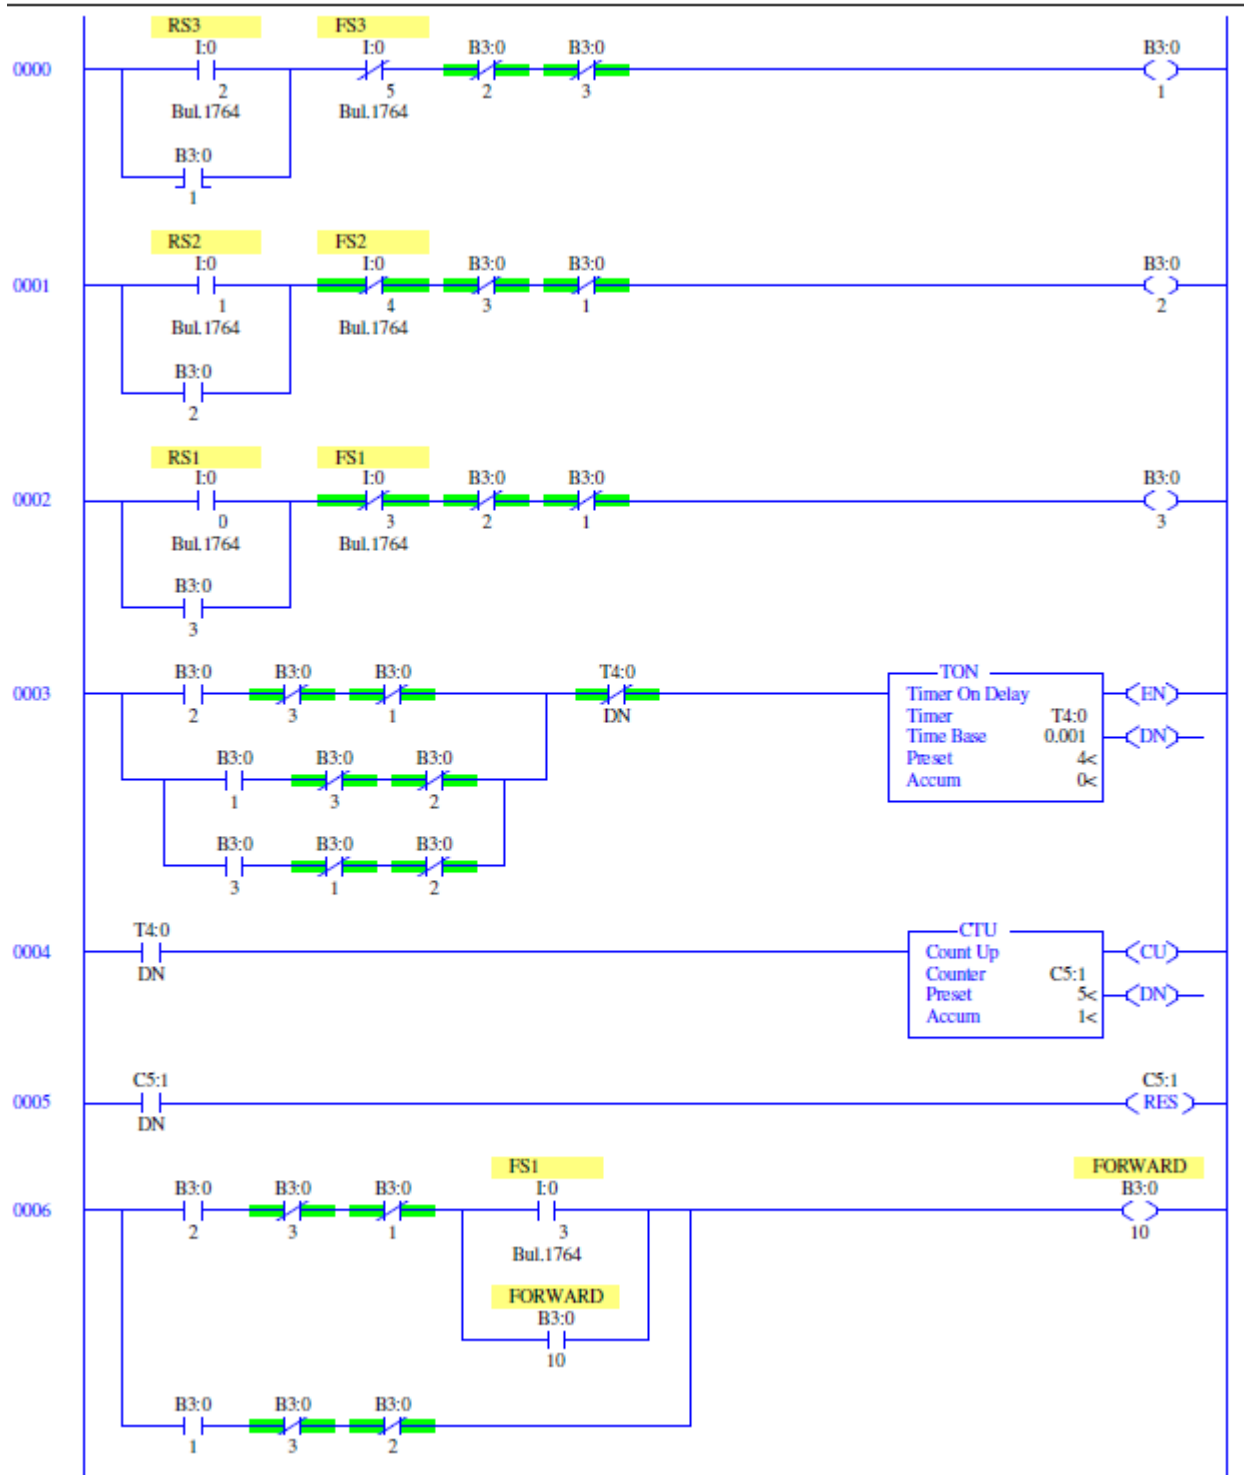 RS3 FS3
I:0 I:0 B3:0 B3:0 B3:0
0000
2 5 2 3 1
Bul.1764 Bul.1764
B3:0
1
RS2 FS2
I:0 I:0 B3:0 B3:0 B3:0
0001
1 4 3 1 2
Bul.1764 Bul.1764
B3:0
2
RS1 FS1
I:0 I:0 B3:0 B3:0 B3:0
0002
0 3 2 1 3
Bul.1764 Bul.1764
B3:0
3
B3:0 B3:0 B3:0 T4:0 TON
0003 Timer On Delay EN
2 3 1 DN Timer T4:0
Time Base 0.001 DN
B3:0 B3:0 B3:0 Preset 4<
1 3 2 Accum 0<
B3:0 B3:0 B3:0
3 1 2
T4:0 CTU
0004 Count Up CU
DN Counter C5:1
Preset 5< DN
Accum 1<
C5:1 C5:1
0005 RES
DN
FS1 FORWARD
B3:0 B3:0 B3:0 I:0 B3:0
0006
2 3 1 3 10
Bul.1764
FORWARD
B3:0
10
B3:0 B3:0 B3:0
1 3 2